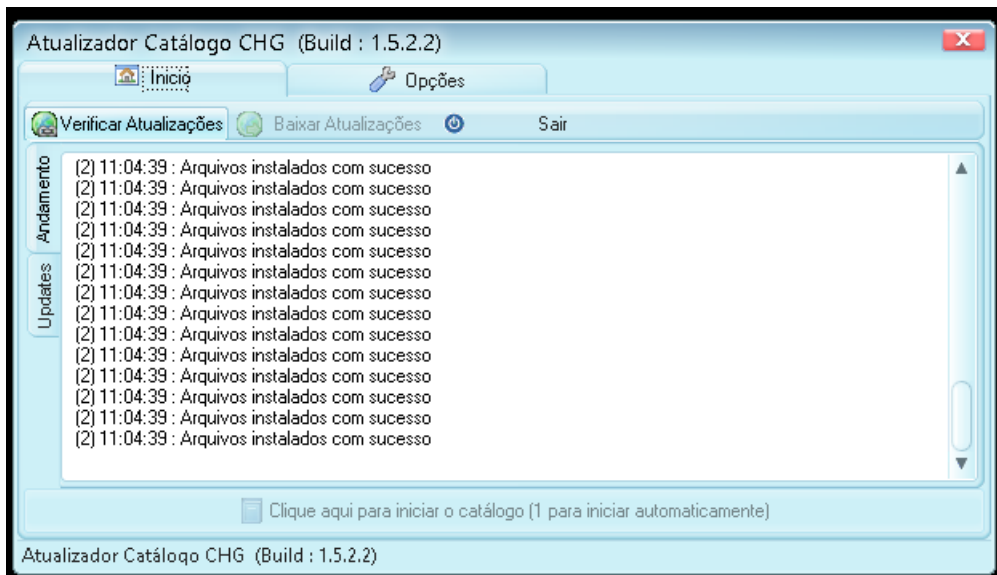 Atualizador Catálogo CHG (Build : 1.5.2.2)
Inicio
Opções
Verificar Atualizações
Baixar Atualizações
Sair
Andamento
Updates
(2) 11:04:39 : Arquivos instalados com sucesso
(2) 11:04:39 : Arquivos instalados com sucesso
(2) 11:04:39 : Arquivos instalados com sucesso
(2) 11:04:39 : Arquivos instalados com sucesso
(2) 11:04:39 : Arquivos instalados com sucesso
(2) 11:04:39 : Arquivos instalados com sucesso
(2) 11:04:39 : Arquivos instalados com sucesso
(2) 11:04:39 : Arquivos instalados com sucesso
(2) 11:04:39 : Arquivos instalados com sucesso
(2) 11:04:39 : Arquivos instalados com sucesso
(2) 11:04:39 : Arquivos instalados com sucesso
(2) 11:04:39 : Arquivos instalados com sucesso
(2) 11:04:39 : Arquivos instalados com sucesso
(2) 11:04:39 : Arquivos instalados com sucesso
Clique aqui para iniciar o catálogo (1 para iniciar automaticamente)
Atualizador Catálogo CHG (Build : 1.5.2.2)